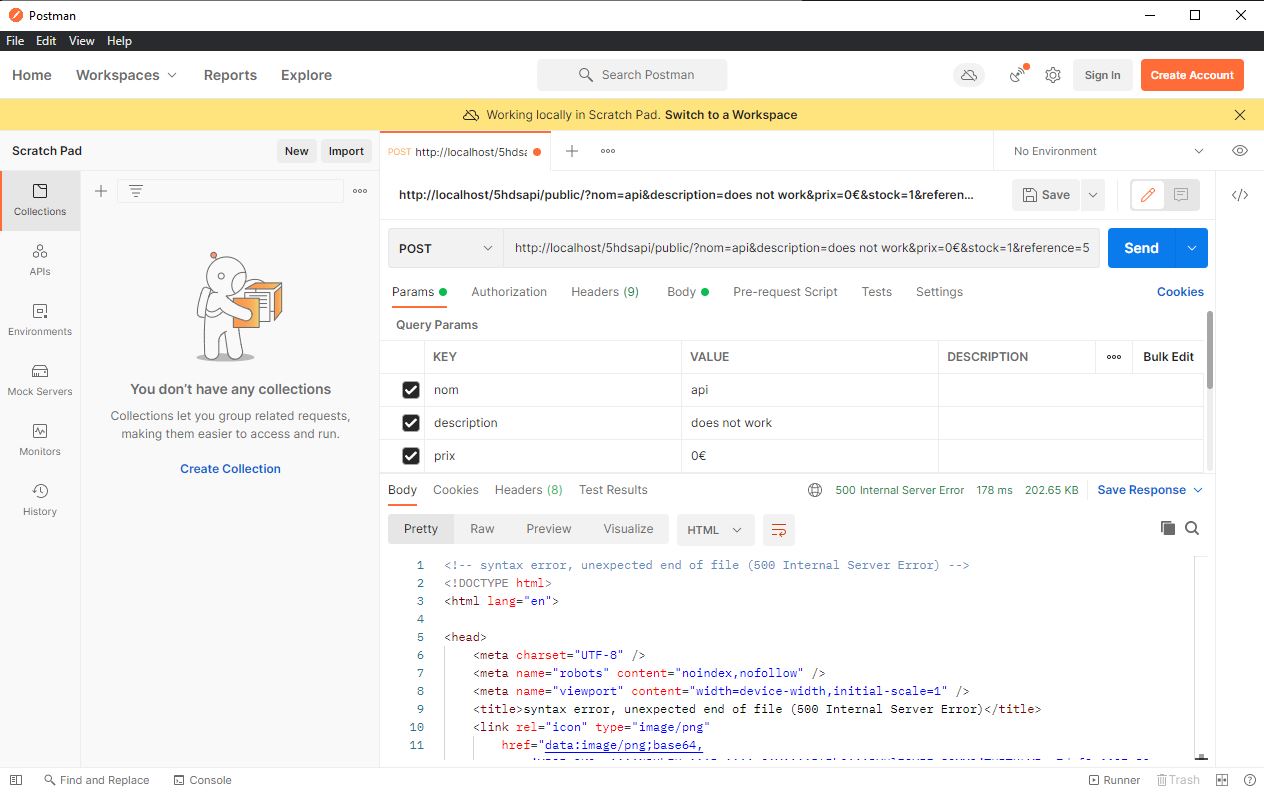 Postman
File Edit View Help
Home Workspaces Reports Explore Search Postman Sign In Create Account
Working locally in Scratch Pad. Switch to a Workspace
Scratch Pad New Import POST http://localhost/5hdsa No Environment
http://localhost/5hdsapi/public/?nom=api&description=does not work&prix=0€&stock=1&referen... Save
Collections
POST http://localhost/5hdsapi/public/?nom=api&description=does not work&prix=0€&stock=1&reference=5 Send
APIs
Params Authorization Headers (9) Body Pre-request Script Tests Settings Cookies
Environments
Query Params
KEY VALUE DESCRIPTION Bulk Edit
Mock Servers
nom api
You don't have any collections
Collections let you group related requests,
making them easier to access and run.
description does not work
Monitors
prix 0€
Create Collection
History
Body Cookies Headers (8) Test Results 500 Internal Server Error 178 ms 202.65 KB Save Response
Pretty Raw Preview Visualize HTML
1 <!-- syntax error, unexpected end of file (500 Internal Server Error) -->
2 <!DOCTYPE html>
3 <html lang="en">
4
5 <head>
6 <meta charset="UTF-8" />
7 <meta name="robots" content="noindex,nofollow" />
8 <meta name="viewport" content="width=device-width,initial-scale=1" />
9 <title>syntax error, unexpected end of file (500 Internal Server Error)</title>
10 <link rel="icon" type="image/png"
11 href="data:image/png;base64,
Find and Replace Console Runner Trash